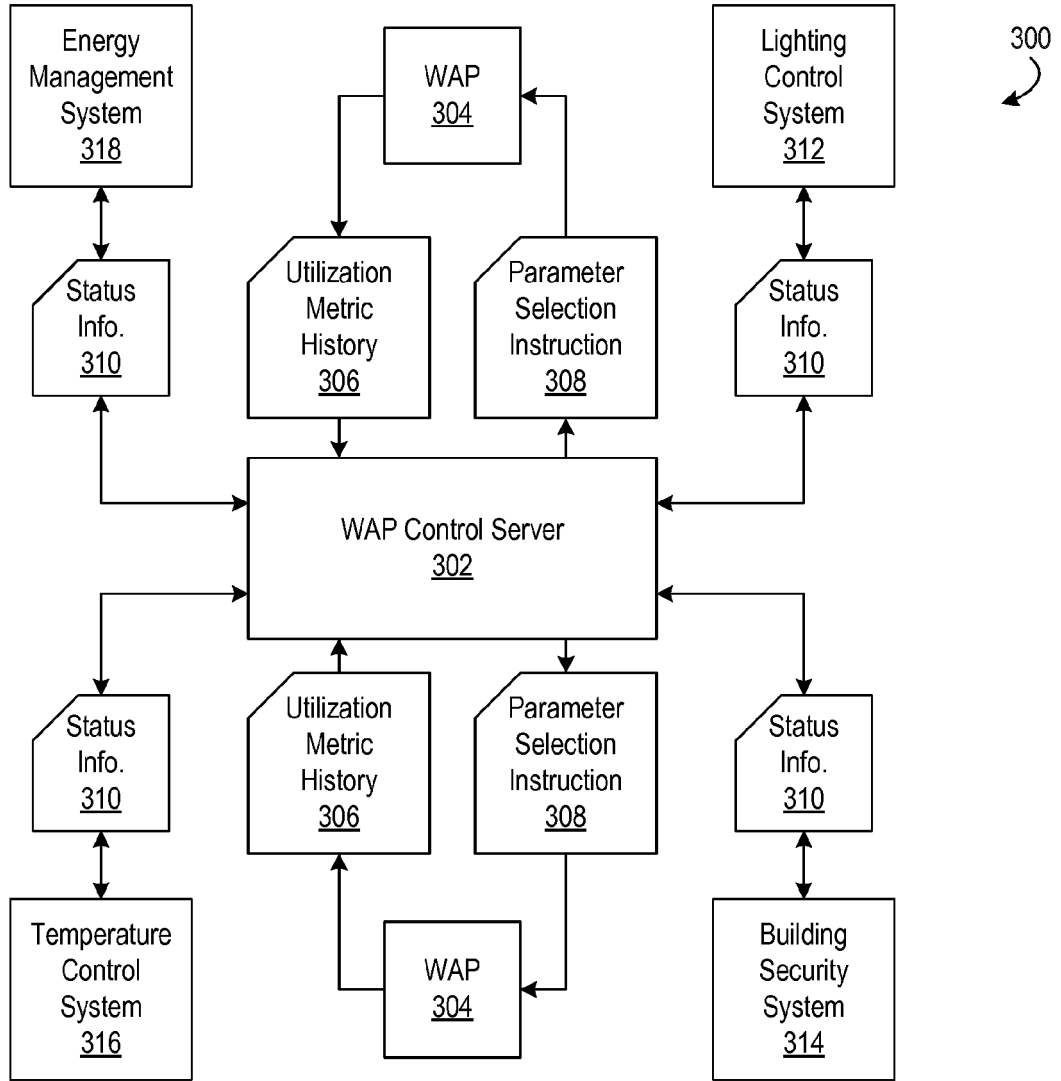 Energy
Management
System
318
WAP
304
Lighting
Control
System
312
300
Status
Info.
310
Utilization
Metric
History
306
Parameter
Selection
Instruction
308
Status
Info.
310
WAP Control Server
302
Status
Info.
310
Utilization
Metric
History
306
Parameter
Selection
Instruction
308
Status
Info.
310
Temperature
Control
System
316
WAP
304
Building
Security
System
314